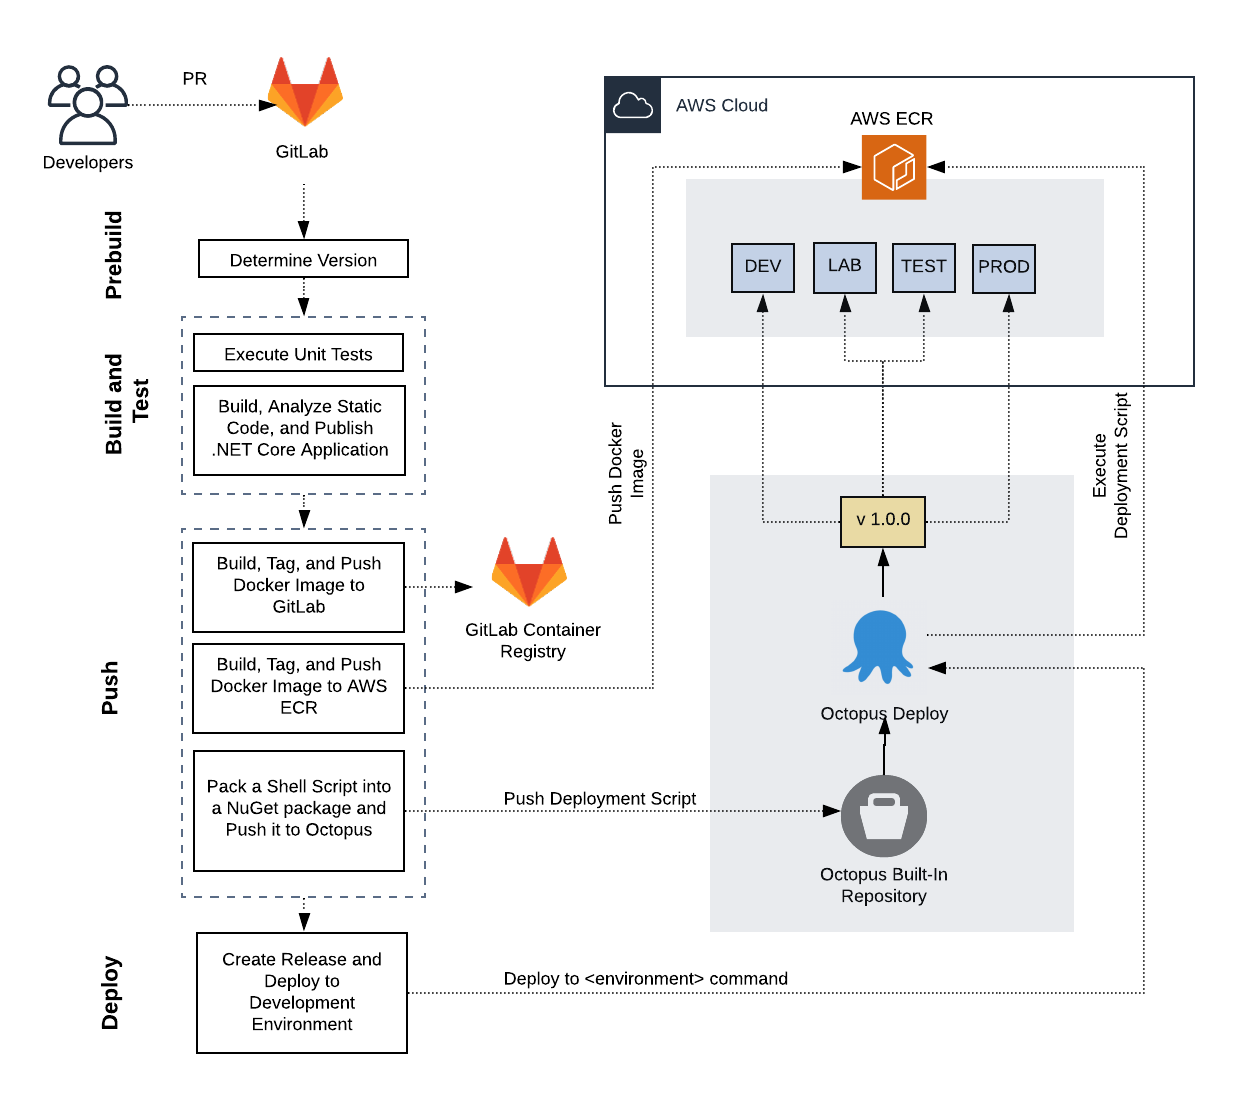 PR
Developers
GitLab
AWS Cloud
AWS ECR
Prebuild
Determine Version
DEV
LAB
TEST
PROD
Build and
Test
Execute Unit Tests
Build, Analyze Static
Code, and Publish
.NET Core Application
Push Docker
Image
Execute
Deployment Script
v 1.0.0
Push
Build, Tag, and Push
Docker Image to
GitLab
GitLab Container
Registry
Build, Tag, and Push
Docker Image to AWS
ECR
Octopus Deploy
Pack a Shell Script into
a NuGet package and
Push it to Octopus
Push Deployment Script
Octopus Built-In
Repository
Deploy
Create Release and
Deploy to
Development
Environment
Deploy to <environment> command